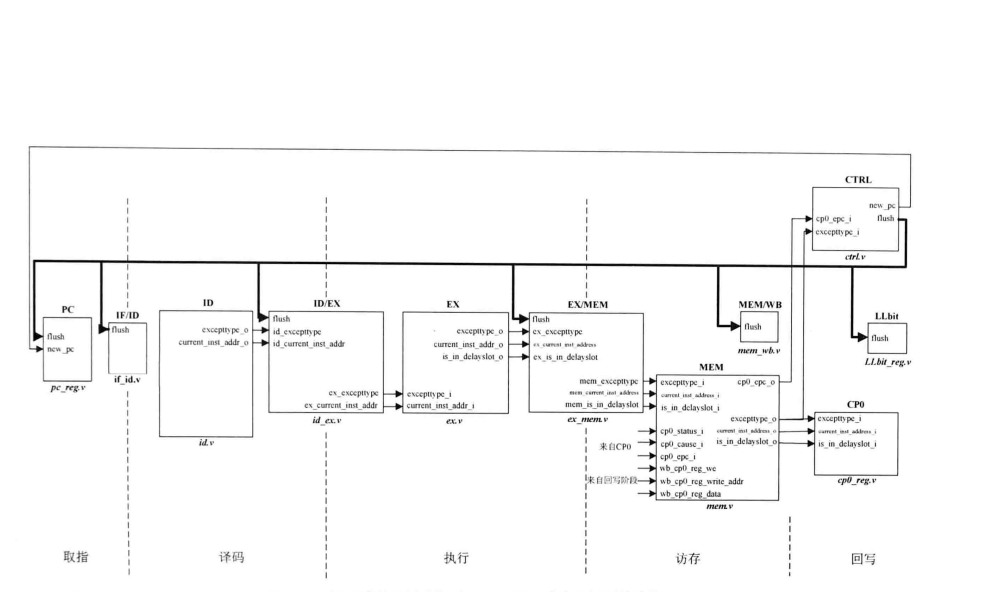 CTRL
new_pc
cp0_epc_i
flush
excepttype_i
ctrl.v
PC
flush
new_pc
pc_reg.v
IF/ID
flush
if_id.v
ID
excepttype_o
current_inst_addr_o
id.v
ID/EX
flush
id_excepttype
id_current_inst_addr
ex_excepttype
ex_current_inst_addr
id_ex.v
EX
excepttype_o
current_inst_addr_o
is_in_delayslot_o
excepttype_i
current_inst_addr_i
ex.v
EX/MEM
flush
ex_excepttype
ex_current_inst_address
ex_is_in_delayslot
mem_excepttype
mem_current_inst_address
mem_is_in_delayslot
ex_mem.v
MEM/WB
flush
mem_wb.v
LLbit
flush
LLbit_reg.v
MEM
excepttype_i
cp0_epc_o
current_inst_address_i
is_in_delayslot_i
excepttype_o
cp0_status_i
current_inst_address_o
cp0_cause_i
is_in_delayslot_o
cp0_epc_i
wb_cp0_reg_we
wb_cp0_reg_write_addr
wb_cp0_reg_data
mem.v
来自CP0
来自回写阶段
CP0
excepttype_i
current_inst_address_i
is_in_delayslot_i
cp0_reg.v
取指
译码
执行
访存
回写